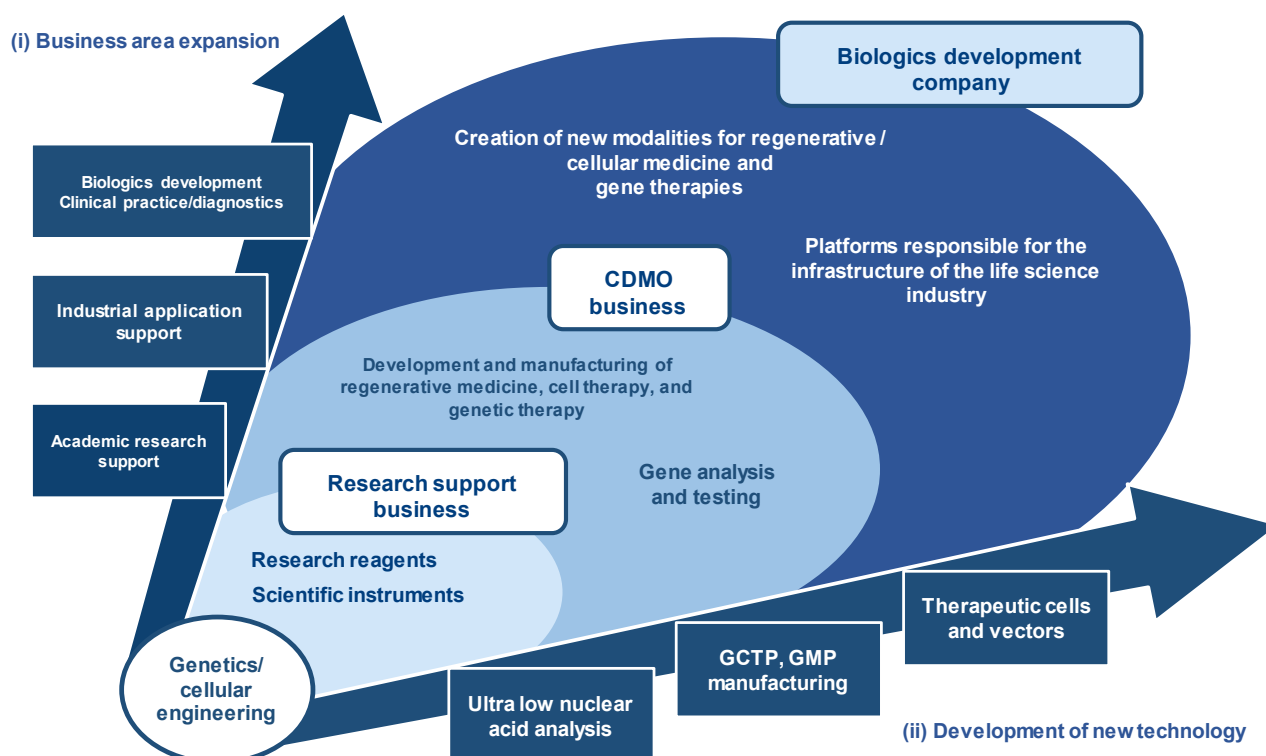 (i) Business area expansion
Biologics development
company
Creation of new modalities for regenerative /
cellular medicine and
gene therapies
Biologics development
Clinical practice/diagnostics
Platforms responsible for the
infrastructure of the life science
industry
CDMO
business
Industrial application
support
Development and manufacturing of
regenerative medicine, cell therapy, and
genetic therapy
Academic research
support
Gene analysis
and testing
Research support
business
Research reagents
Scientific instruments
Therapeutic cells
and vectors
GCTP, GMP
manufacturing
Genetics/
cellular
engineering
Ultra low nuclear
acid analysis
(ii) Development of new technology